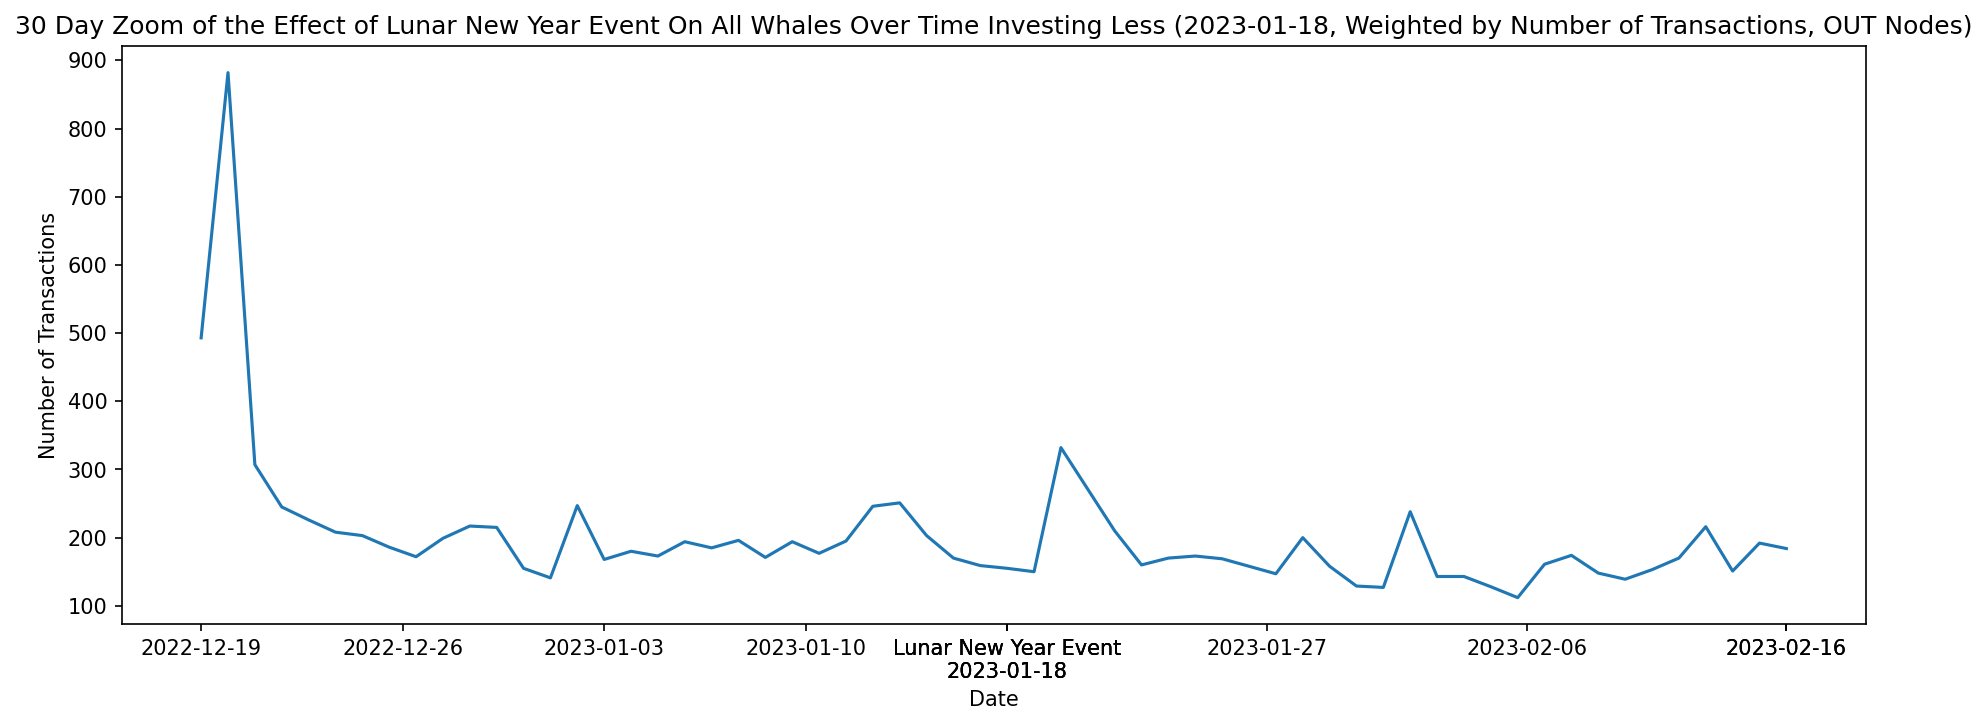 30 Day Zoom of the Effect of Lunar New Year Event On All Whales Over Time Investing Less (2023-01-18, Weighted by Number of Transactions, OUT Nodes)
Number of Transactions
900
800
700
600
500
400
300
200
100
2022-12-19 2022-12-26 2023-01-03 2023-01-10 Lunar New Year Event 2023-01-27 2023-02-06 2023-02-16
2023-01-18
Date